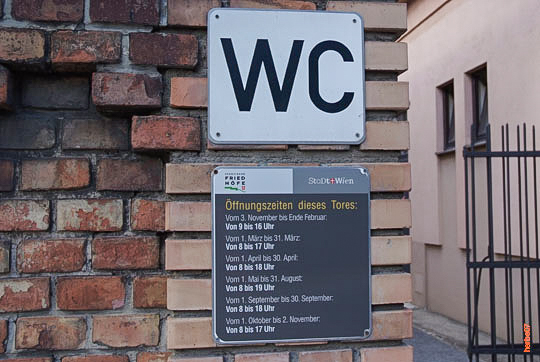 WC
FRIED
HÖFE
StaDt+Wien
Öffnungszeiten dieses Tores:
Vom 3. November bis Ende Februar:
Von 9 bis 16 Uhr
Vom 1. März bis 31. März:
Von 8 bis 17 Uhr
Vom 1. April bis 30. April:
Von 8 bis 18 Uhr
Vom 1. Mai bis 31. August:
Von 8 bis 19 Uhr
Vom 1. September bis 30. September:
Von 8 bis 18 Uhr
Vom 1. Oktober bis 2. November:
Von 8 bis 17 Uhr